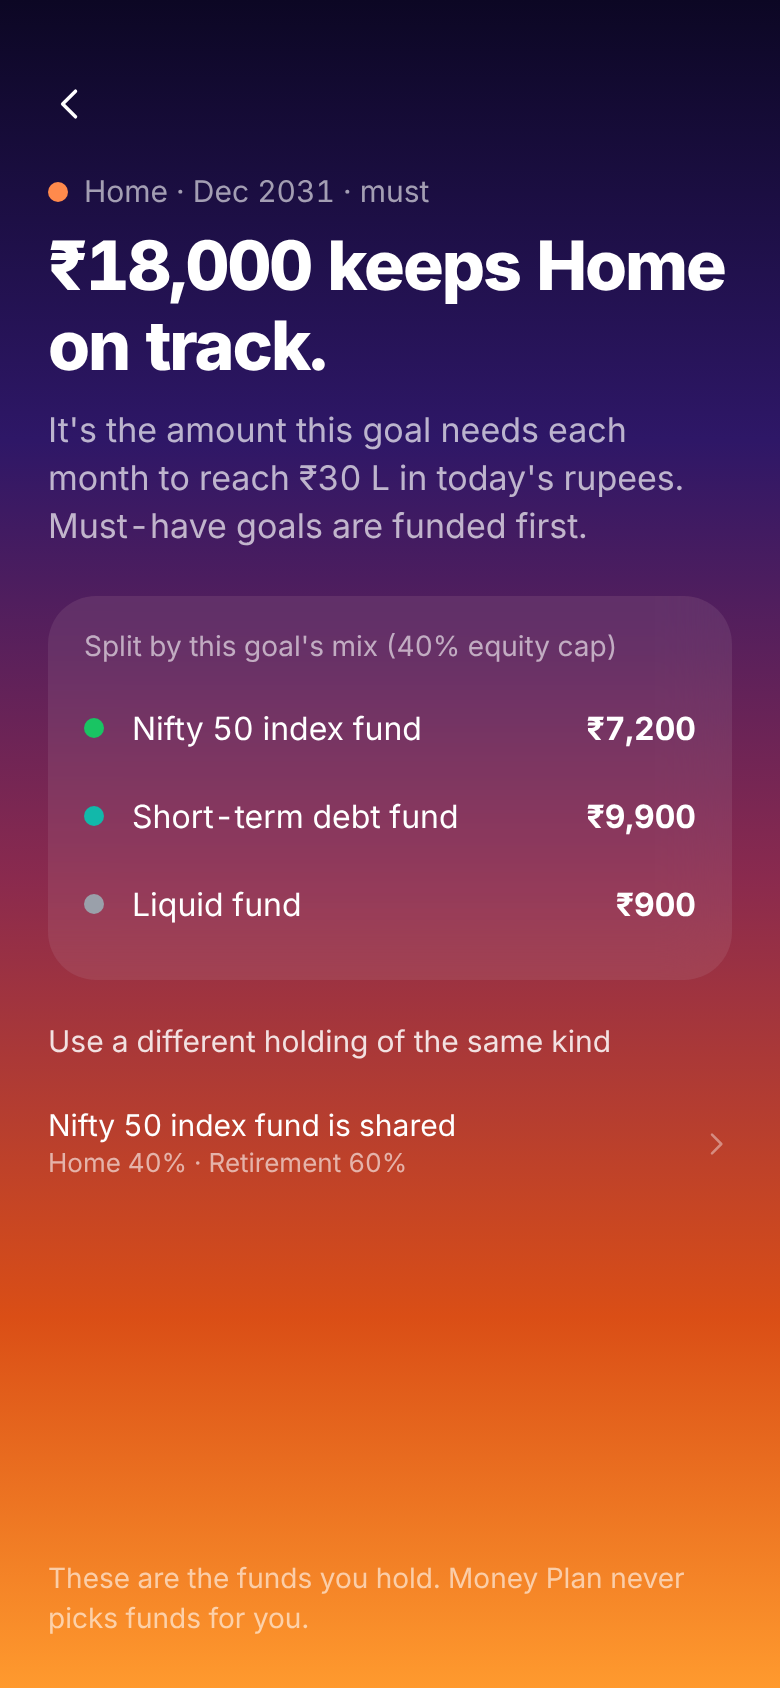 Home · Dec 2031 · must
₹18,000 keeps Home
on track.
It's the amount this goal needs each
month to reach ₹30 L in today's rupees.
Must-have goals are funded first.
Split by this goal's mix (40% equity cap)
Nifty 50 index fund ₹7,200
Short-term debt fund ₹9,900
Liquid fund ₹900
Use a different holding of the same kind
Nifty 50 index fund is shared
Home 40% · Retirement 60%
These are the funds you hold. Money Plan never
picks funds for you.